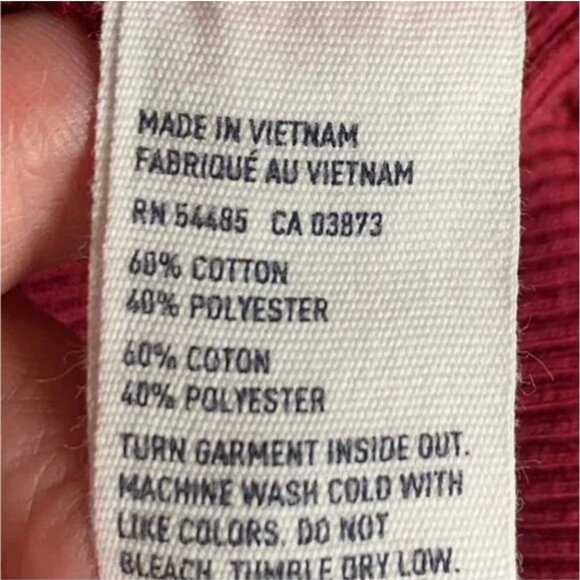 MADE IN VIETNAM
FABRIQUÉ AU VIETNAM
RN 54485 CA 03873
60% COTTON
40% POLYESTER
60% COTON
40% POLYESTER
TURN GARMENT INSIDE OUT.
MACHINE WASH COLD WITH
LIKE COLORS. DO NOT
BLEACH. TUMBLE DRY LOW.